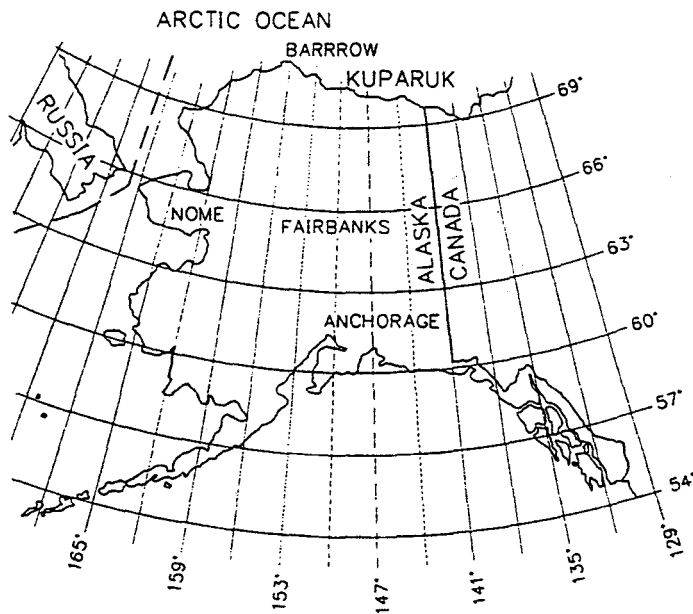 ARCTIC OCEAN
BARRROW
KUPARUK
69°
RUSSIA
66°
NOME
FAIRBANKS
ALASKA
CANADA
63°
ANCHORAGE
60°
57°
54°
165°
159°
153°
147°
141°
135°
129°